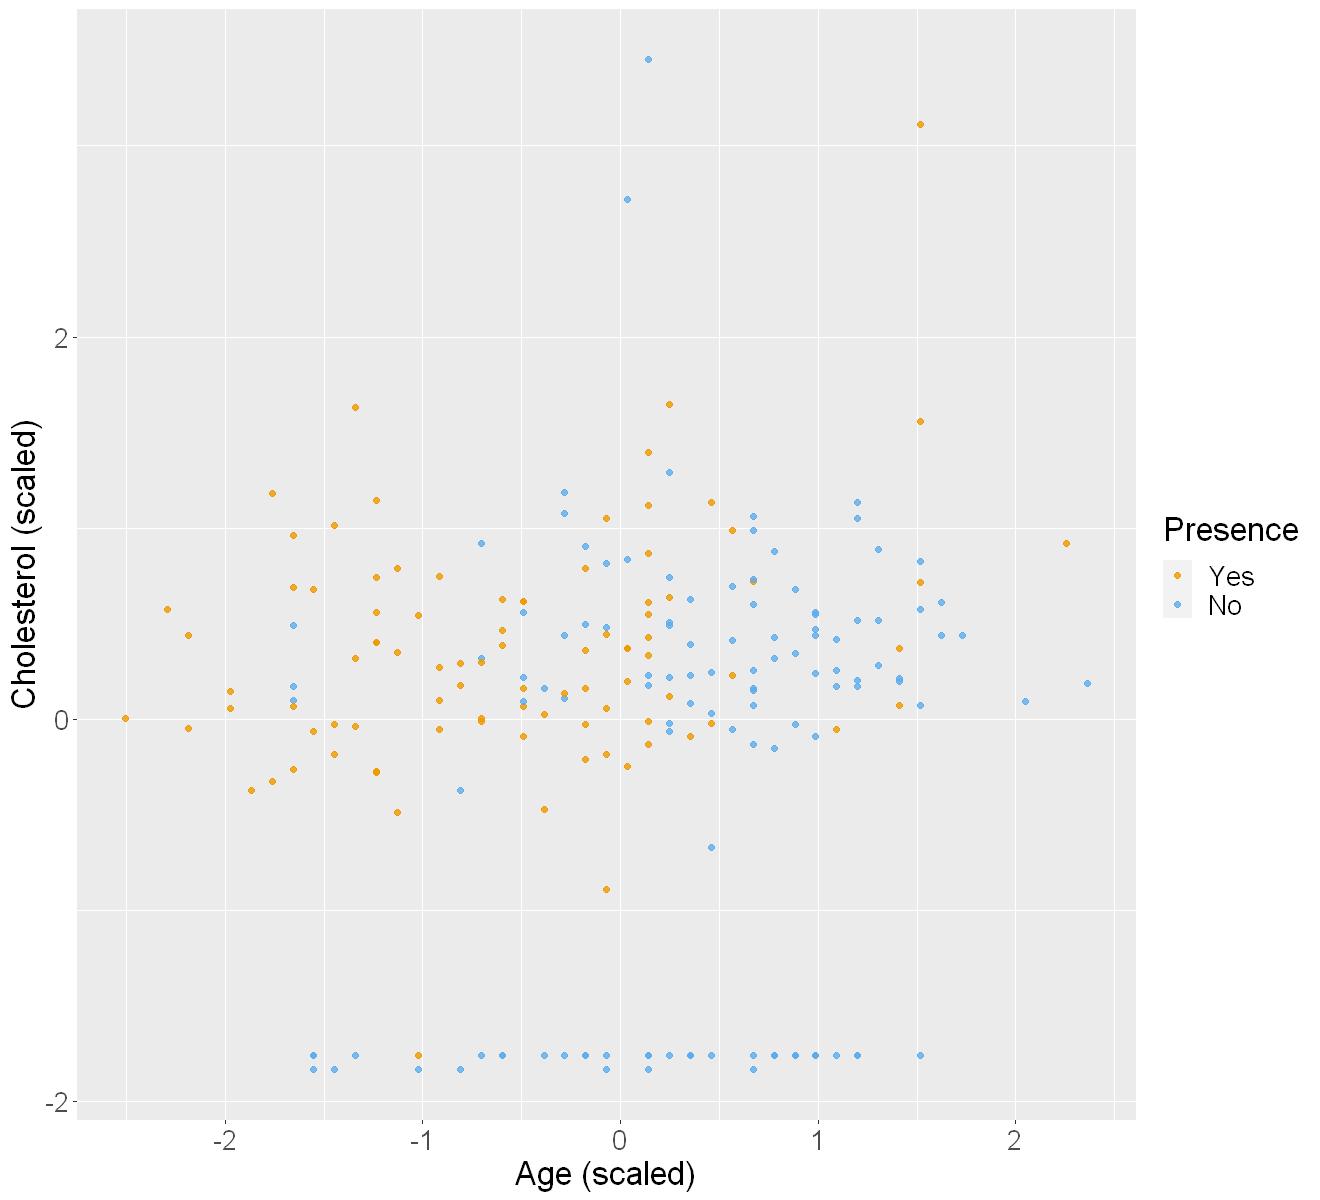 Cholesterol (scaled)
2
0
-2
-2
-1
0
1
2
Age (scaled)
Presence
Yes
No